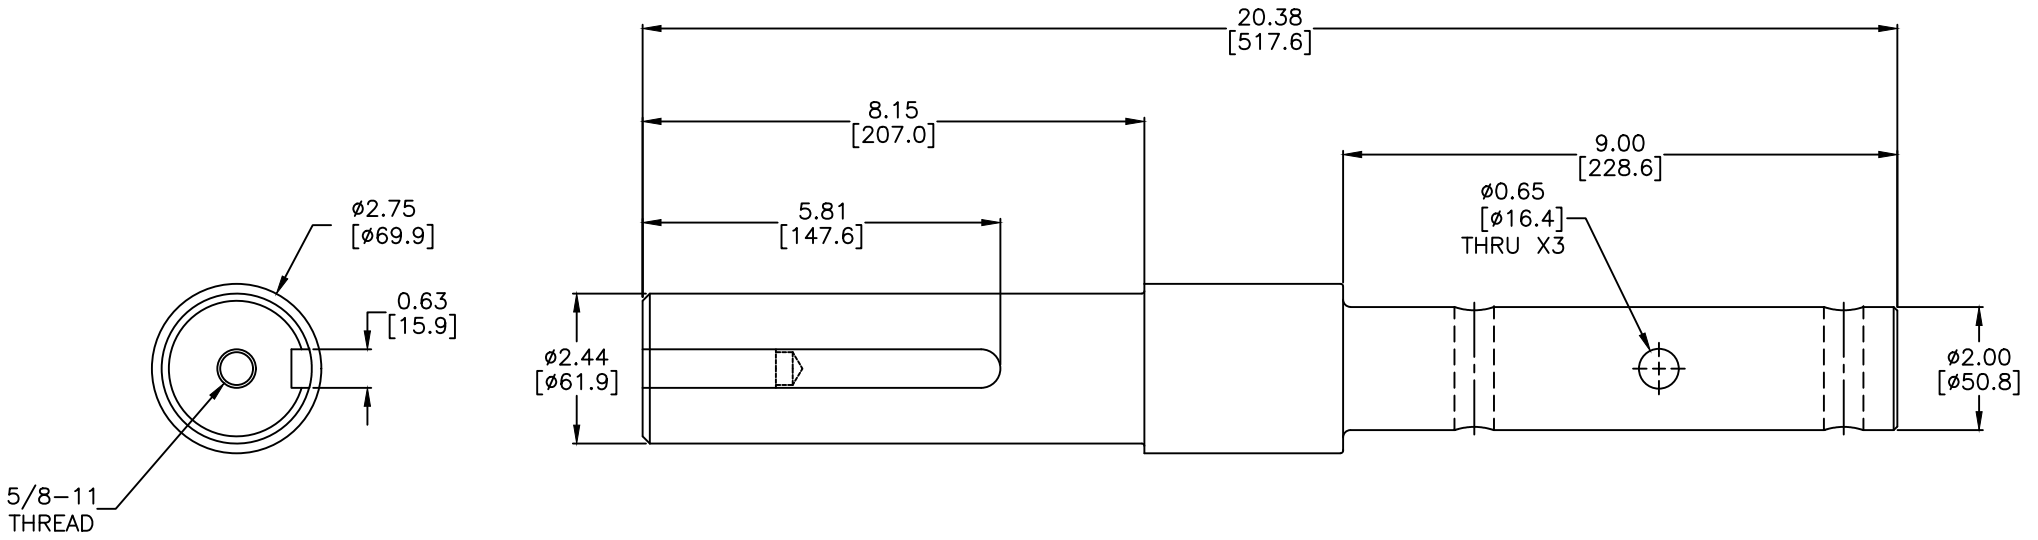 20.38
[517.6]
8.15
[207.0]
9.00
[228.6]
5.81
[147.6]
ø0.65
[ø16.4]
THRU X3
ø2.75
[ø69.9]
0.63
[15.9]
ø2.44
[ø61.9]
ø2.00
[ø50.8]
5/8-11
THREAD